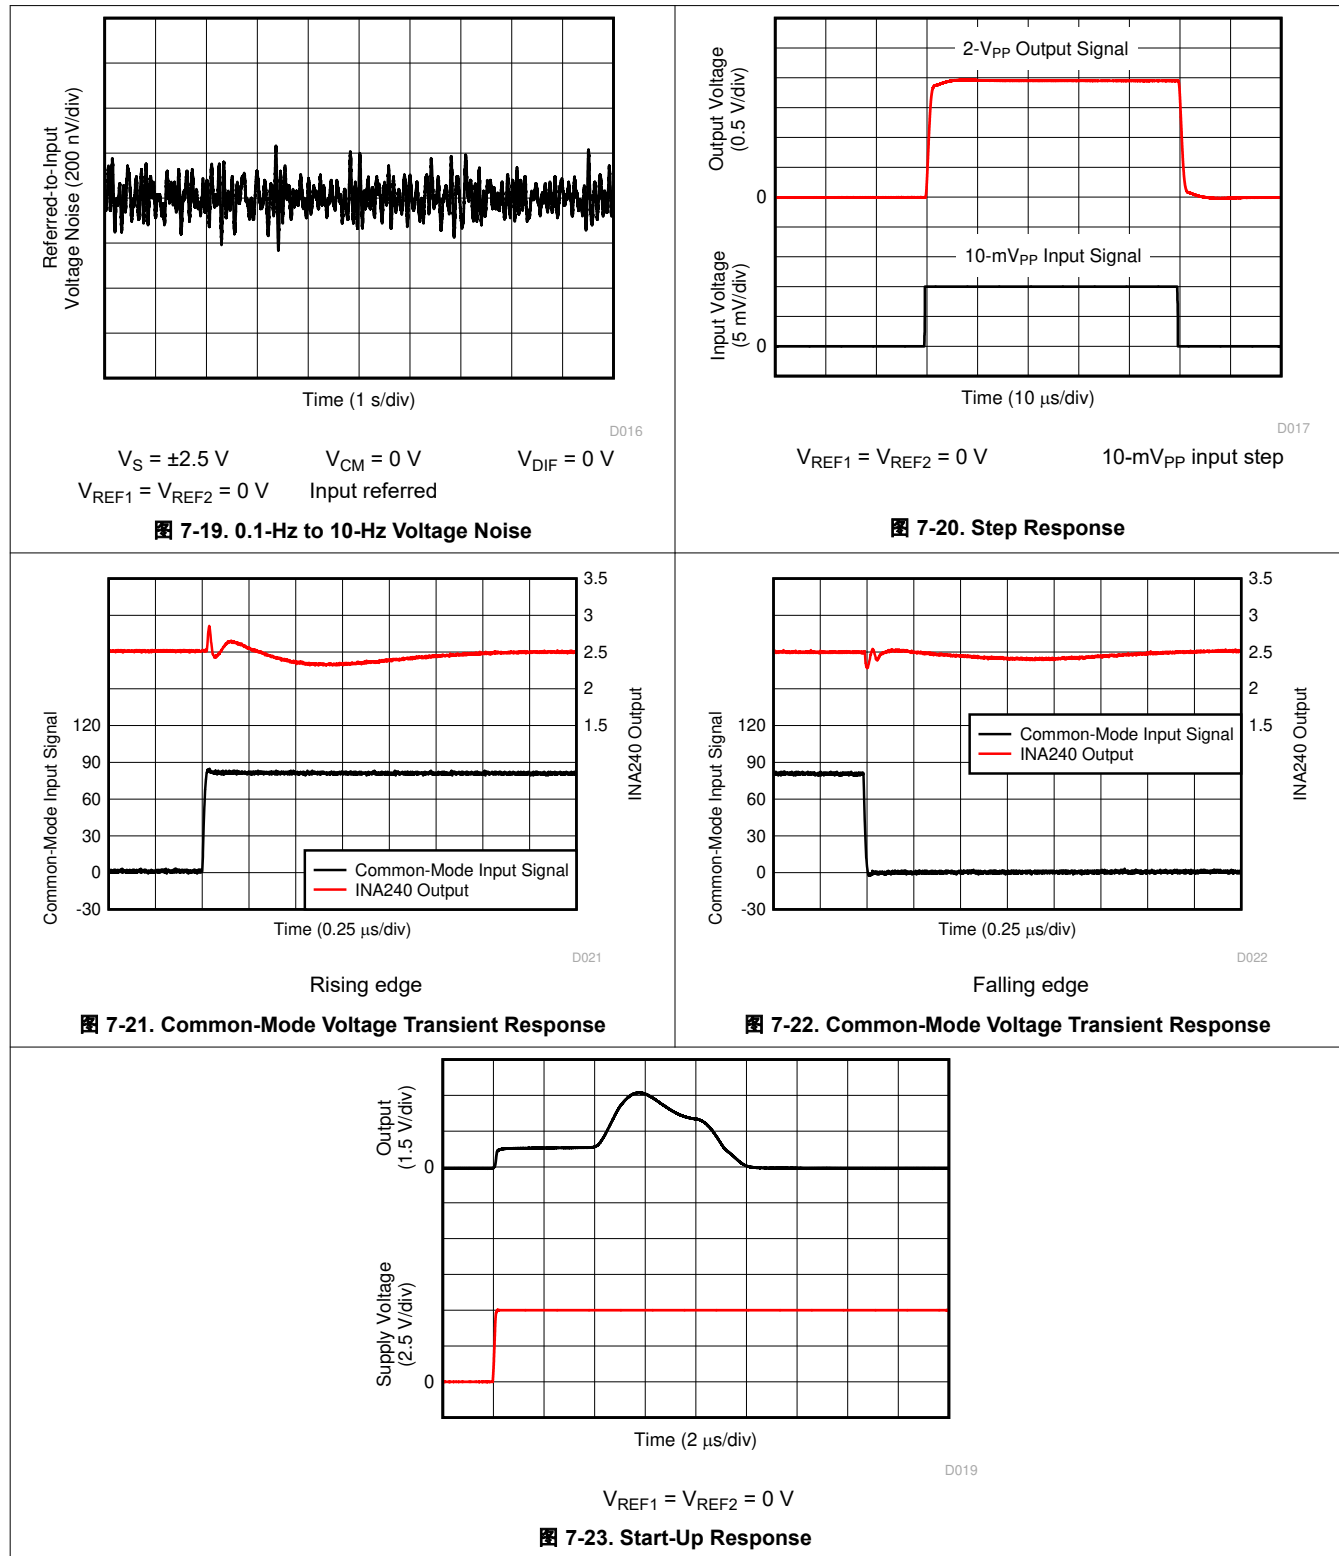 Referred-to-Input
Voltage Noise (200 nV/div)
Time (1 s/div)
D016
V_S = ±2.5 V V_CM = 0 V V_DIF = 0 V
V_REF1 = V_REF2 = 0 V Input referred
图 7-19. 0.1-Hz to 10-Hz Voltage Noise
Output Voltage
(0.5 V/div)
2-V_PP Output Signal
0
Input Voltage
(5 mV/div)
10-mV_PP Input Signal
0
Time (10 μs/div)
D017
V_REF1 = V_REF2 = 0 V 10-mV_PP input step
图 7-20. Step Response
Common-Mode Input Signal
120
90
60
30
0
-30
3.5
3
2.5
2
1.5
INA240 Output
Common-Mode Input Signal
INA240 Output
Time (0.25 μs/div)
D021
Rising edge
图 7-21. Common-Mode Voltage Transient Response
Common-Mode Input Signal
120
90
60
30
0
-30
3.5
3
2.5
2
1.5
INA240 Output
Common-Mode Input Signal
INA240 Output
Time (0.25 μs/div)
D022
Falling edge
图 7-22. Common-Mode Voltage Transient Response
Output
(1.5 V/div)
0
Supply Voltage
(2.5 V/div)
0
Time (2 μs/div)
D019
V_REF1 = V_REF2 = 0 V
图 7-23. Start-Up Response